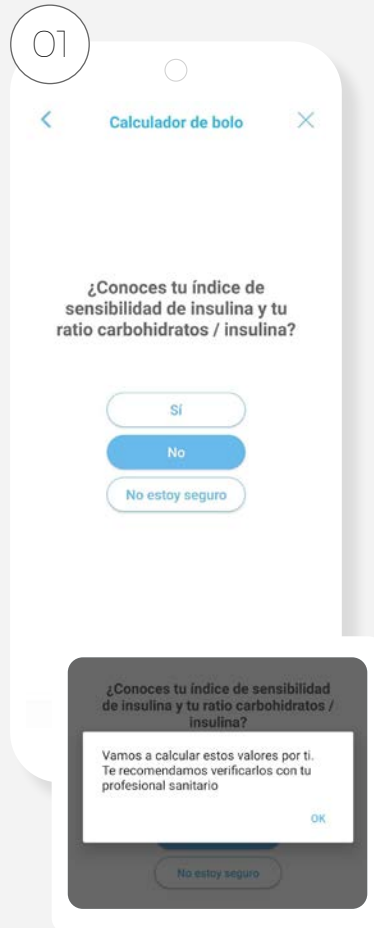 01
Calculador de bolo
¿Conoces tu índice de
sensibilidad de insulina y tu
ratio carbohidratos / insulina?
Sí
No
No estoy seguro
¿Conoces tu índice de sensibilidad
de insulina y tu ratio carbohidratos /
insulina?
Vamos a calcular estos valores por ti.
Te recomendamos verificarlos con tu
profesional sanitario
OK
No estoy seguro